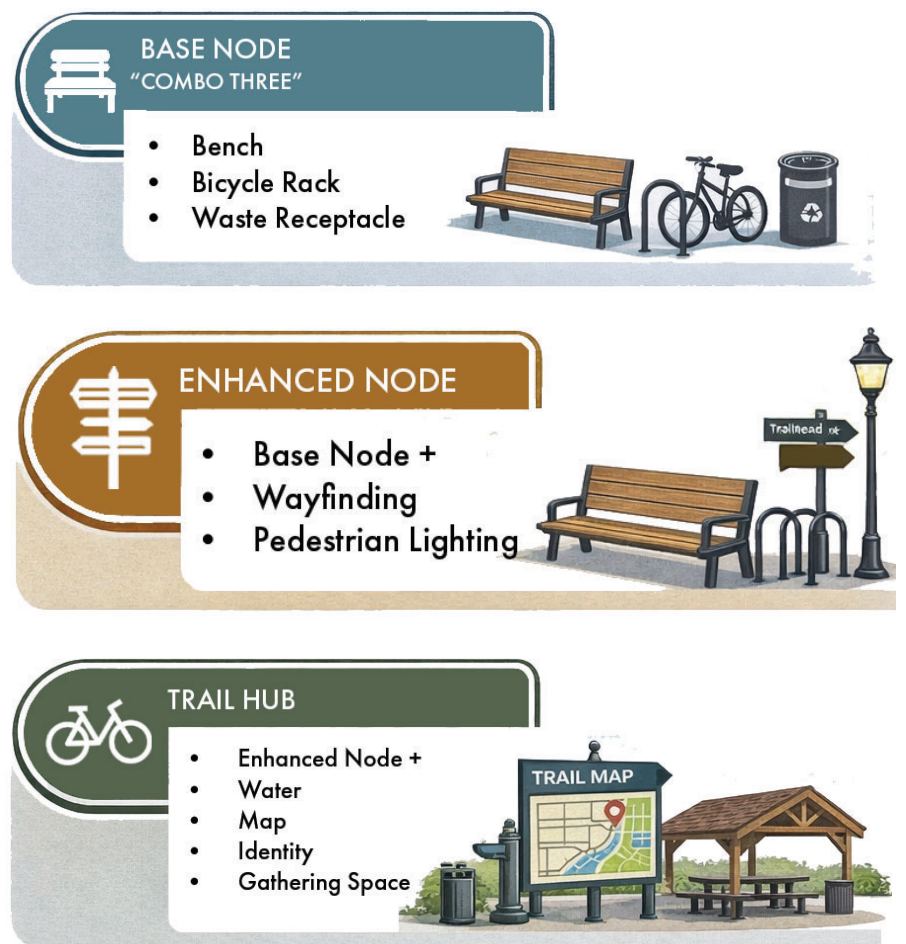 BASE NODE
“COMBO THREE”
• Bench
• Bicycle Rack
• Waste Receptacle
ENHANCED NODE
• Base Node +
• Wayfinding
• Pedestrian Lighting
Trailhead
TRAIL HUB
• Enhanced Node +
• Water
• Map
• Identity
• Gathering Space
TRAIL MAP